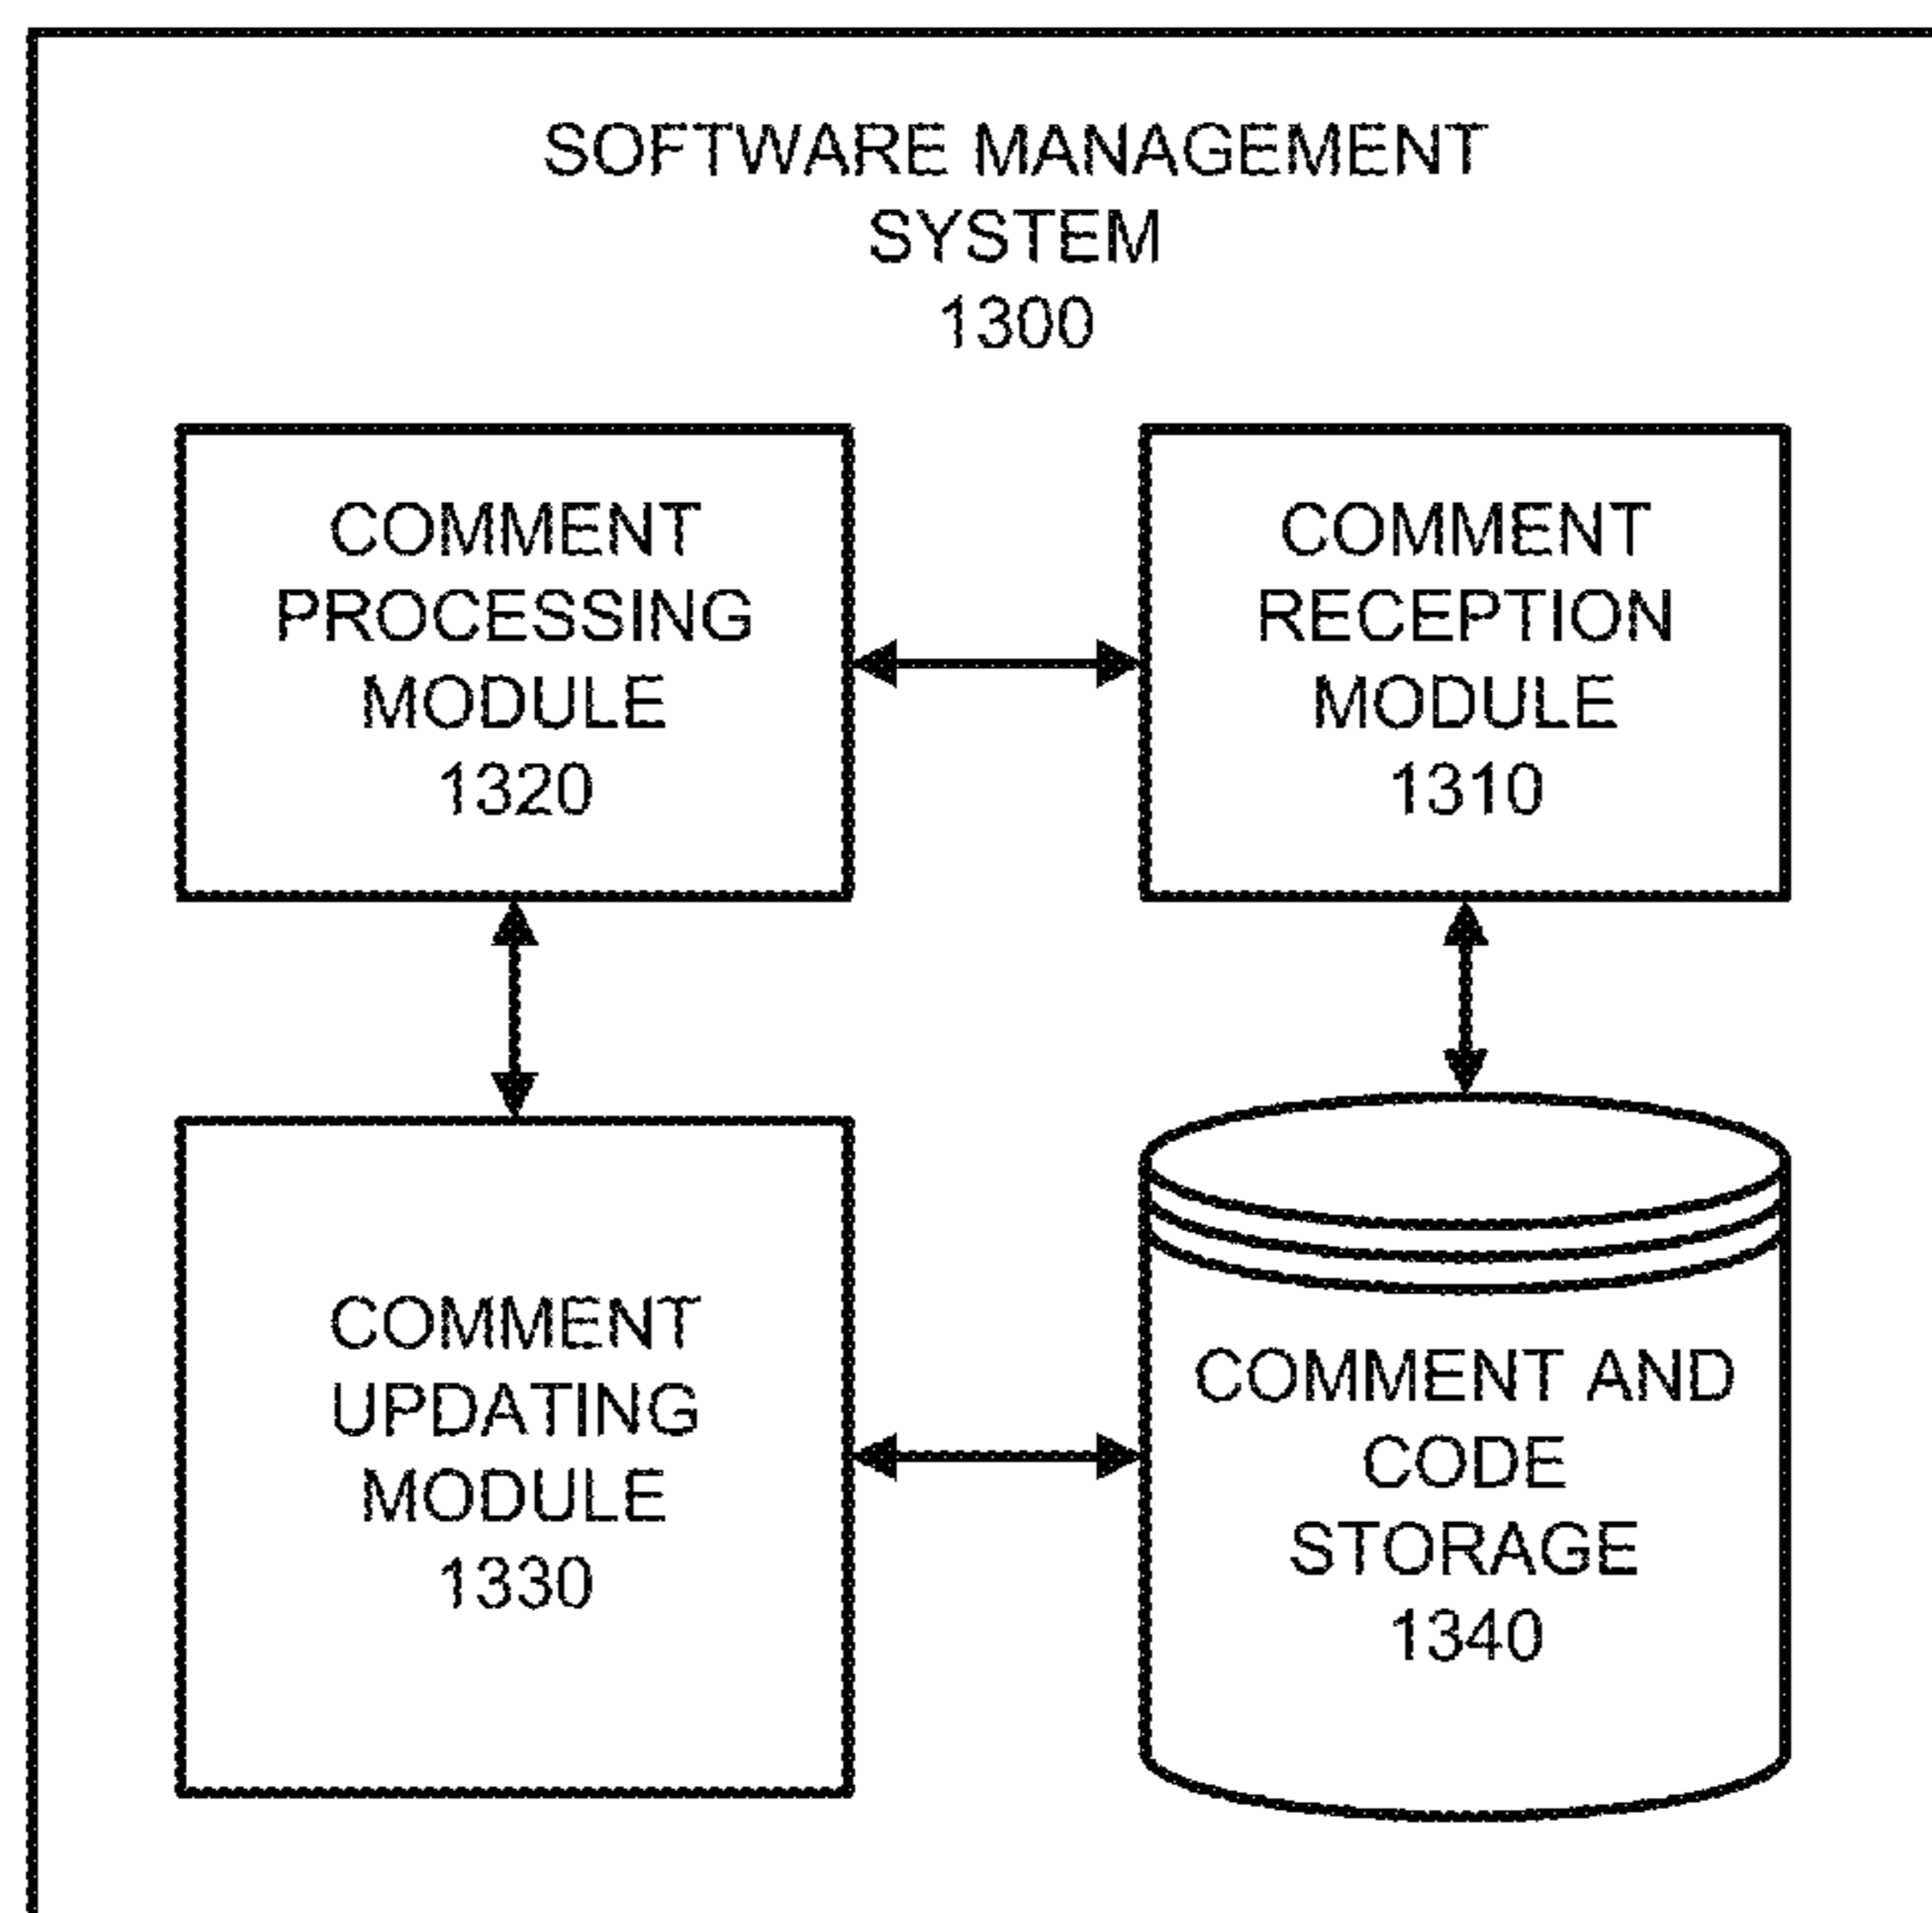 SOFTWARE MANAGEMENT
SYSTEM
1300
COMMENT
PROCESSING
MODULE
1320
COMMENT
RECEPTION
MODULE
1310
COMMENT
UPDATING
MODULE
1330
COMMENT AND
CODE
STORAGE
1340